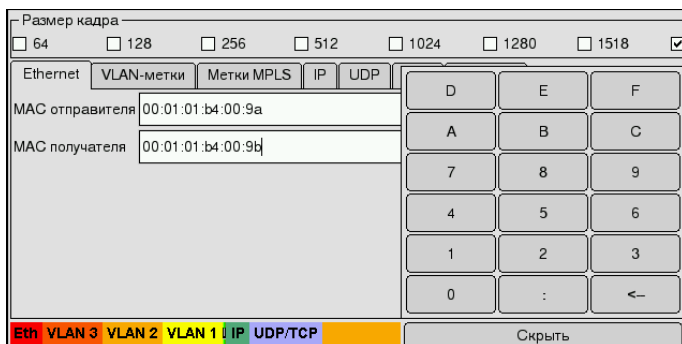 Размер кадра
64 128 256 512 1024 1280 1518
Ethernet VLAN-метки Метки MPLS IP UDP
D E F
MAC отправителя 00:01:01:b4:00:9a
A B C
MAC получателя 00:01:01:b4:00:9b
7 8 9
4 5 6
1 2 3
0 : <--
Eth VLAN 3 VLAN 2 VLAN 1 IP UDP/TCP
Скрыть